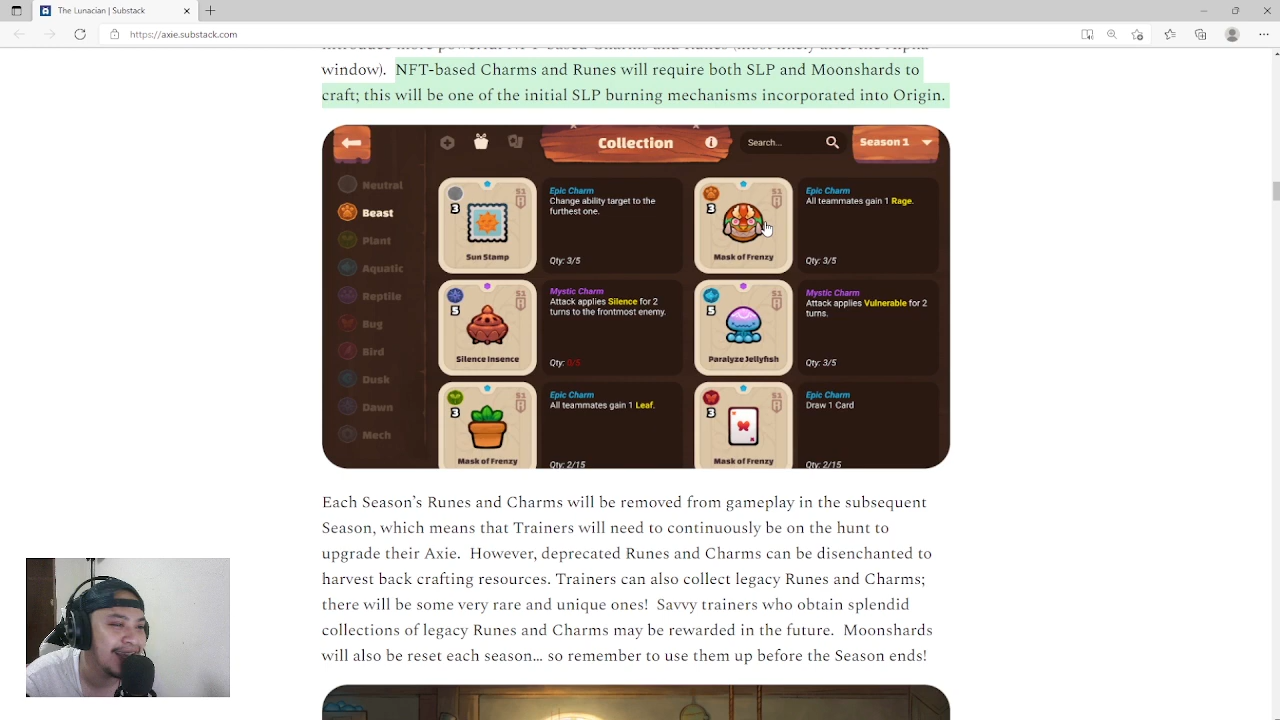 The Lunacian | Substack
https://axie.substack.com
window). NFT-based Charms and Runes will require both SLP and Moonshards to
craft; this will be one of the initial SLP burning mechanisms incorporated into Origin.
Collection
Search...
Season 1
Neutral
Beast
Plant
Aquatic
Reptile
Bug
Bird
Dusk
Dawn
Mech
3
S1
Sun Stamp
Epic Charm
Change ability target to the
furthest one.
Qty: 3/5
3
S1
Mask of Frenzy
Epic Charm
All teammates gain 1 Rage.
Qty: 3/5
5
S1
Silence Insence
Mystic Charm
Attack applies Silence for 2
turns to the frontmost enemy.
Qty: 0/5
5
S1
Paralyze Jellyfish
Mystic Charm
Attack applies Vulnerable for 2
turns.
Qty: 3/5
3
S1
Mask of Frenzy
Epic Charm
All teammates gain 1 Leaf.
Qty: 2/15
3
S1
Mask of Frenzy
Epic Charm
Draw 1 Card
Qty: 2/15
Each Season’s Runes and Charms will be removed from gameplay in the subsequent
Season, which means that Trainers will need to continuously be on the hunt to
upgrade their Axie. However, deprecated Runes and Charms can be disenchanted to
harvest back crafting resources. Trainers can also collect legacy Runes and Charms;
there will be some very rare and unique ones! Savvy trainers who obtain splendid
collections of legacy Runes and Charms may be rewarded in the future. Moonshards
will also be reset each season... so remember to use them up before the Season ends!